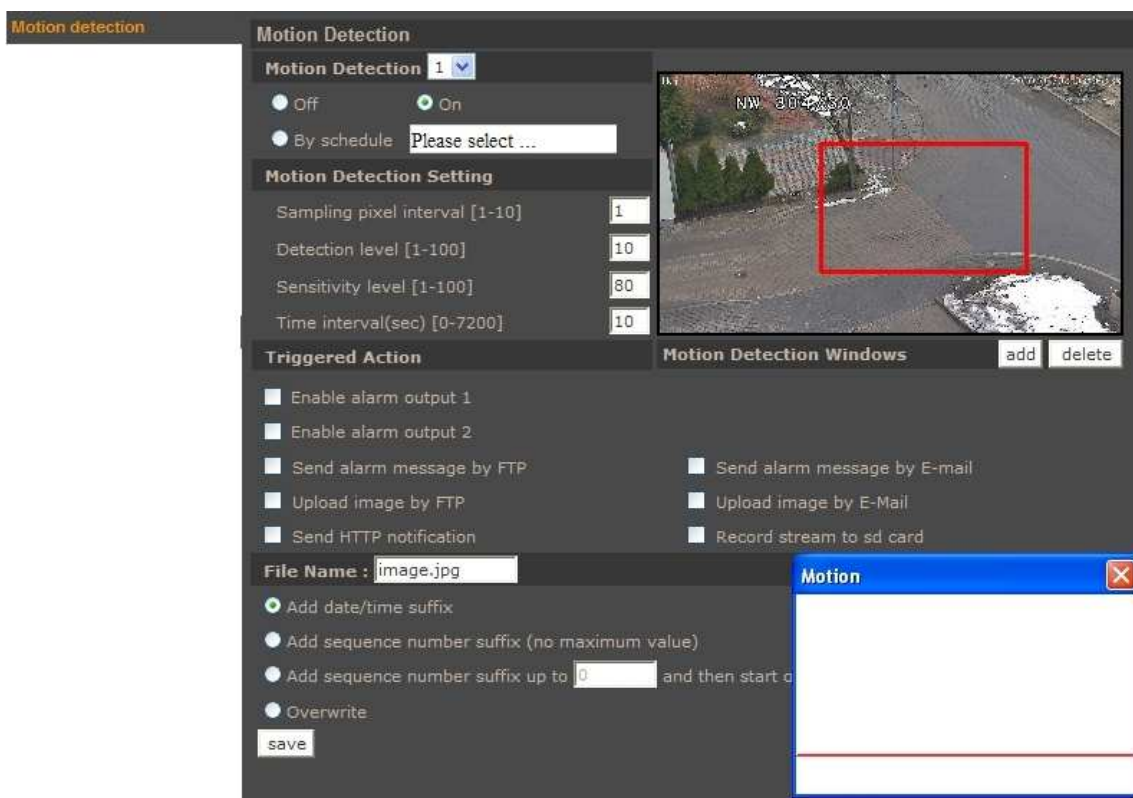 Motion detection
Motion Detection
Motion Detection 1
Off
On
By schedule Please select ...
Motion Detection Setting
Sampling pixel interval [1-10] 1
Detection level [1-100] 10
Sensitivity level [1-100] 80
Time interval(sec) [0-7200] 10
NW 304/30
Motion Detection Windows add delete
Triggered Action
Enable alarm output 1
Enable alarm output 2
Send alarm message by FTP
Send alarm message by E-mail
Upload image by FTP
Upload image by E-Mail
Send HTTP notification
Record stream to sd card
File Name : image.jpg
Add date/time suffix
Add sequence number suffix (no maximum value)
Add sequence number suffix up to 0 and then start
Overwrite
save
Motion